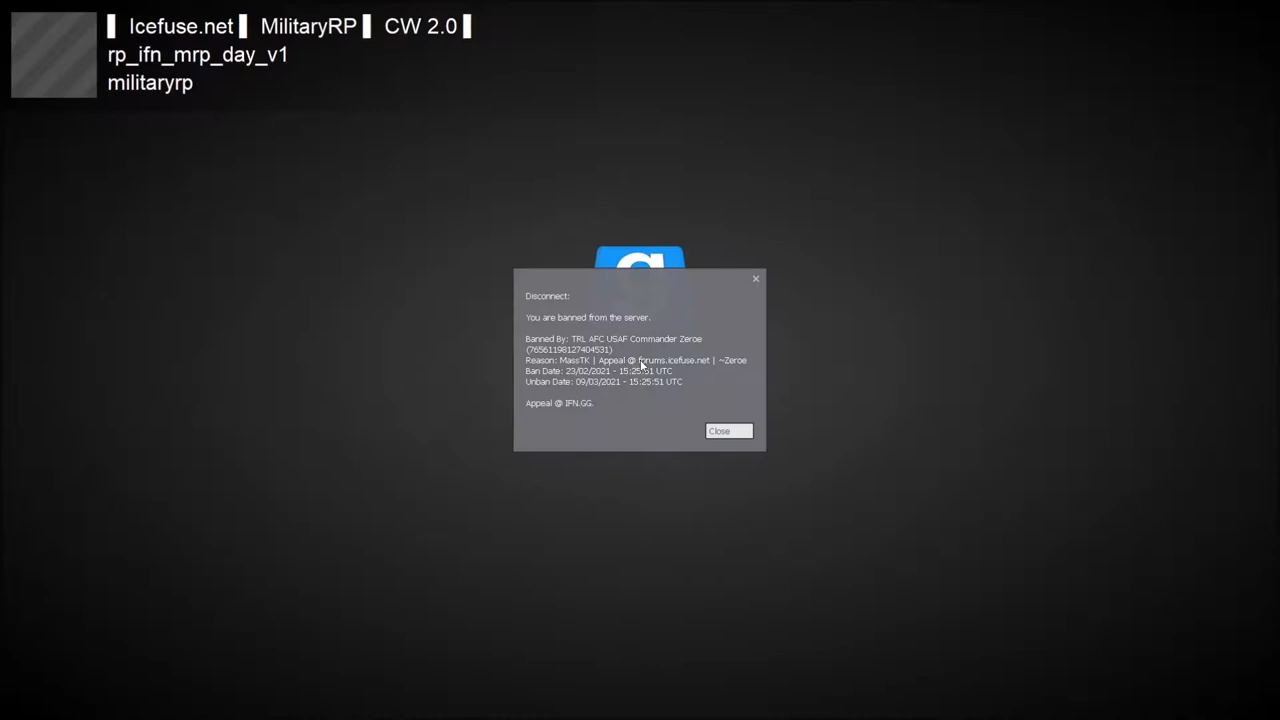 ▌ Icefuse.net ▌ MilitaryRP ▌ CW 2.0 ▌
rp_ifn_mrp_day_v1
militaryrp
g
Disconnect:
You are banned from the server.
Banned By: TRL AFC USAF Commander Zeroe
(76561198127404531)
Reason: MassTK | Appeal @ forums.icefuse.net | ~Zeroe
Ban Date: 23/02/2021 - 15:25:51 UTC
Unban Date: 09/03/2021 - 15:25:51 UTC
Appeal @ IFN.GG.
Close